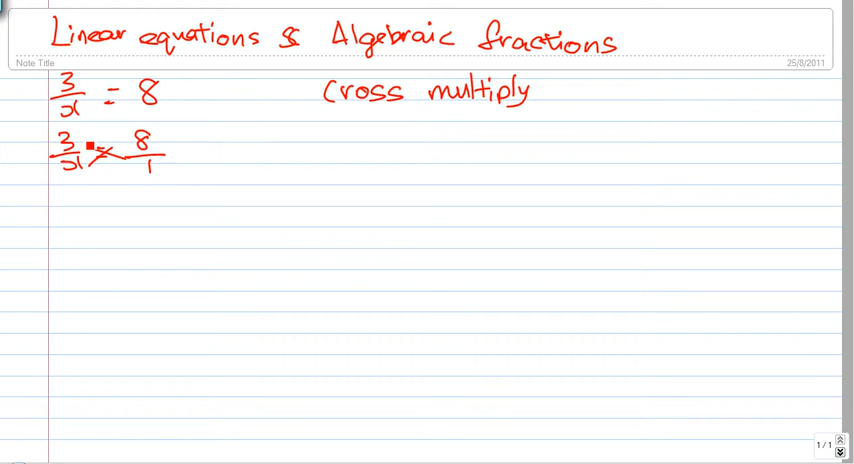 Linear equations & Algebraic fractions
Note Title 25/8/2011
3/x = 8 cross multiply
3/x = 8/1
1/1